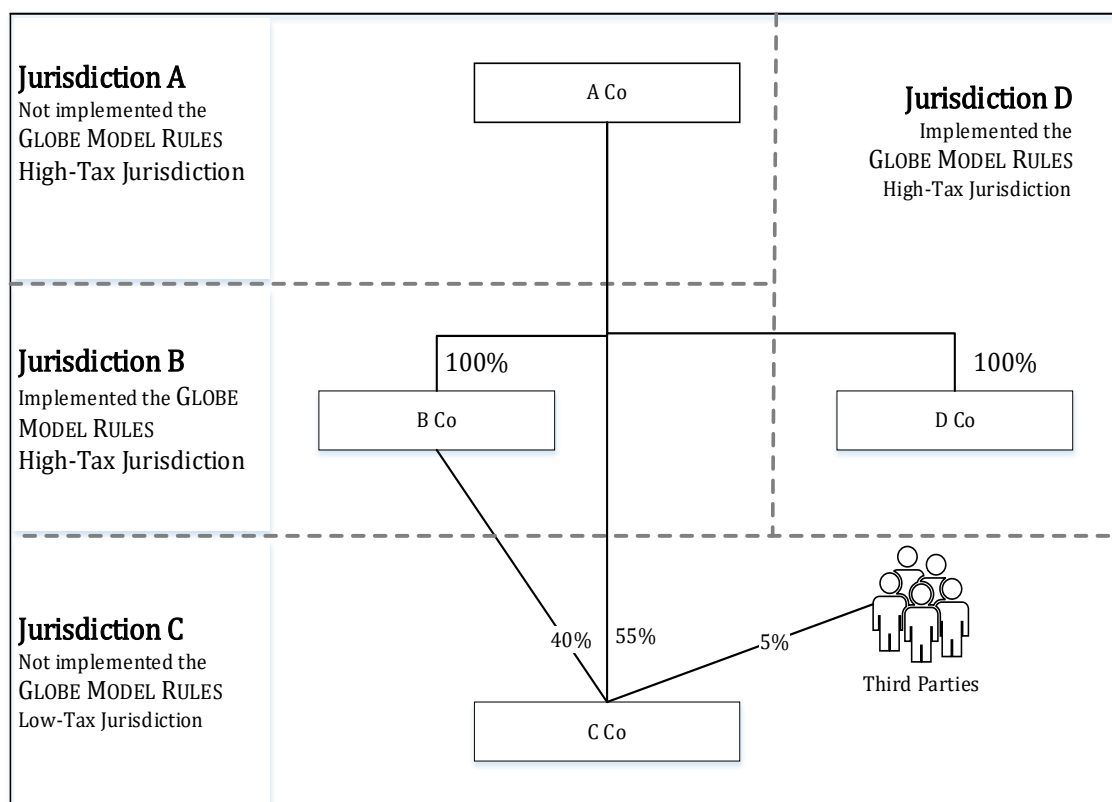 Jurisdiction A
Not implemented the
GLOBE MODEL RULES
High-Tax Jurisdiction
A Co
Jurisdiction D
Implemented the
GLOBE MODEL RULES
High-Tax Jurisdiction
Jurisdiction B
Implemented the GLOBE
MODEL RULES
High-Tax Jurisdiction
100%
100%
B Co
D Co
Jurisdiction C
Not implemented the
GLOBE MODEL RULES
Low-Tax Jurisdiction
40%
55%
5%
Third Parties
C Co